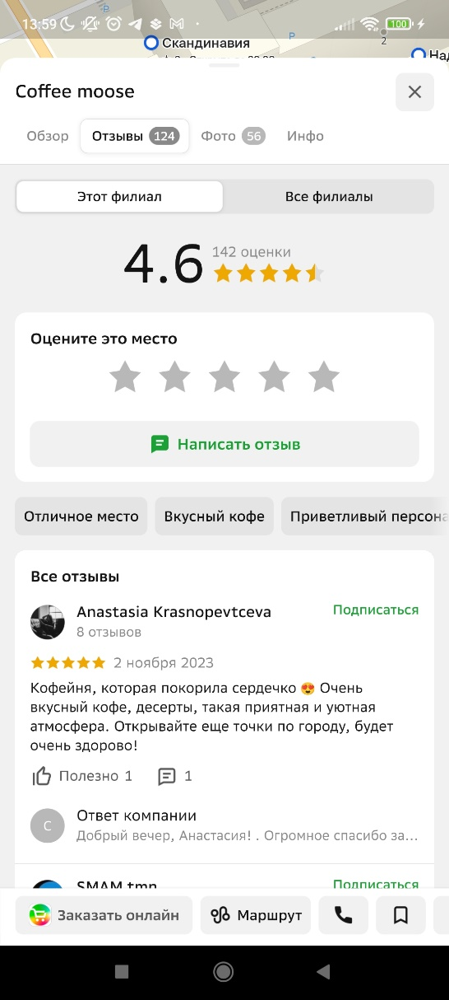 13:59
100
P
Скандинавия
P
2
Над
Coffee moose
Обзор
Отзывы 124
Фото 56
Инфо
Этот филиал
Все филиалы
4.6
142 оценки
Оцените это место
Написать отзыв
Отличное место
Вкусный кофе
Приветливый персона
Все отзывы
Anastasia Krasnopevtceva
Подписаться
8 отзывов
2 ноября 2023
Кофейня, которая покорила сердечко 😍 Очень
вкусный кофе, десерты, такая приятная и уютная
атмосфера. Открывайте еще точки по городу, будет
очень здорово!
Полезно 1
1
C
Ответ компании
Добрый вечер, Анастасия! . Огромное спасибо за...
SMAM tmn
Подписаться
Заказать онлайн
Маршрут